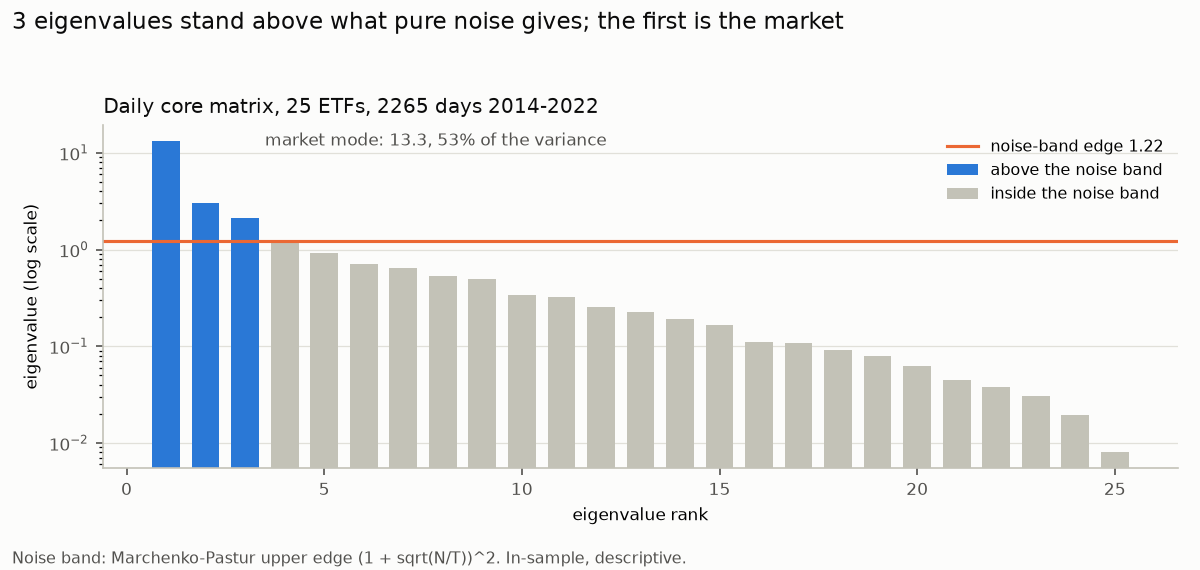 3 eigenvalues stand above what pure noise gives; the first is the market
Daily core matrix, 25 ETFs, 2265 days 2014-2022
market mode: 13.3, 53% of the variance
noise-band edge 1.22
above the noise band
inside the noise band
eigenvalue (log scale)
10¹
10⁰
10⁻¹
10⁻²
0 5 10 15 20 25
eigenvalue rank
Noise band: Marchenko-Pastur upper edge (1 + sqrt(N/T))^2. In-sample, descriptive.